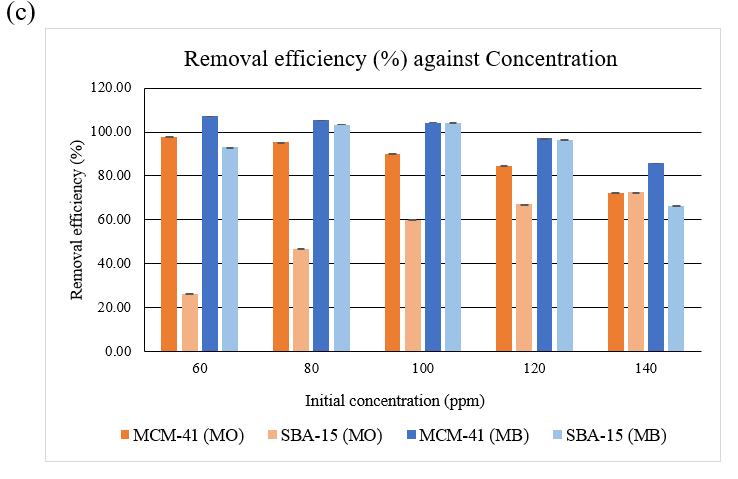 (c)
Removal efficiency (%) against Concentration
120.00
100.00
80.00
60.00
40.00
20.00
0.00
Removal efficiency (%)
60 80 100 120 140
Initial concentration (ppm)
MCM-41 (MO) SBA-15 (MO) MCM-41 (MB) SBA-15 (MB)